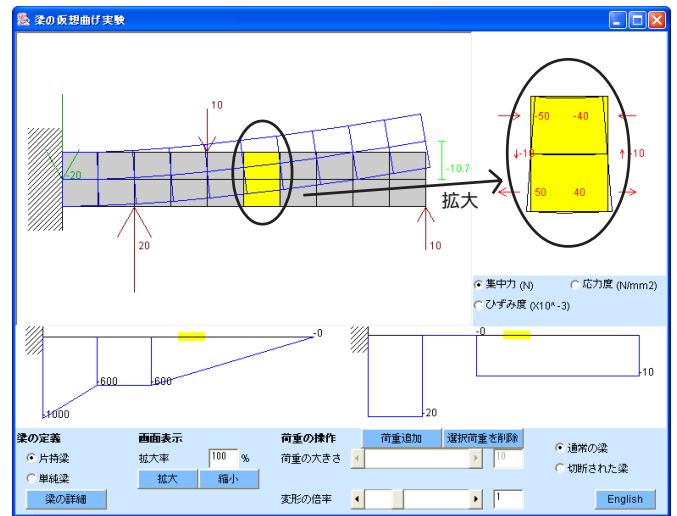 梁の仮想曲げ実験
10
-20
20
10
-10.7
拡大
-50 -40
-10 10
50 40
集中力 (N) 応力度 (N/mm2)
ひずみ度 (X10^-3)
-0
-600
-600
-1000
-0
-10
-20
梁の定義 画面表示 荷重の操作 荷重追加 選択荷重を削除
片持梁 拡大率 100 % 荷重の大きさ 10 通常の梁
単純梁 拡大 縮小 切断された梁
梁の詳細 変形の倍率 1 English